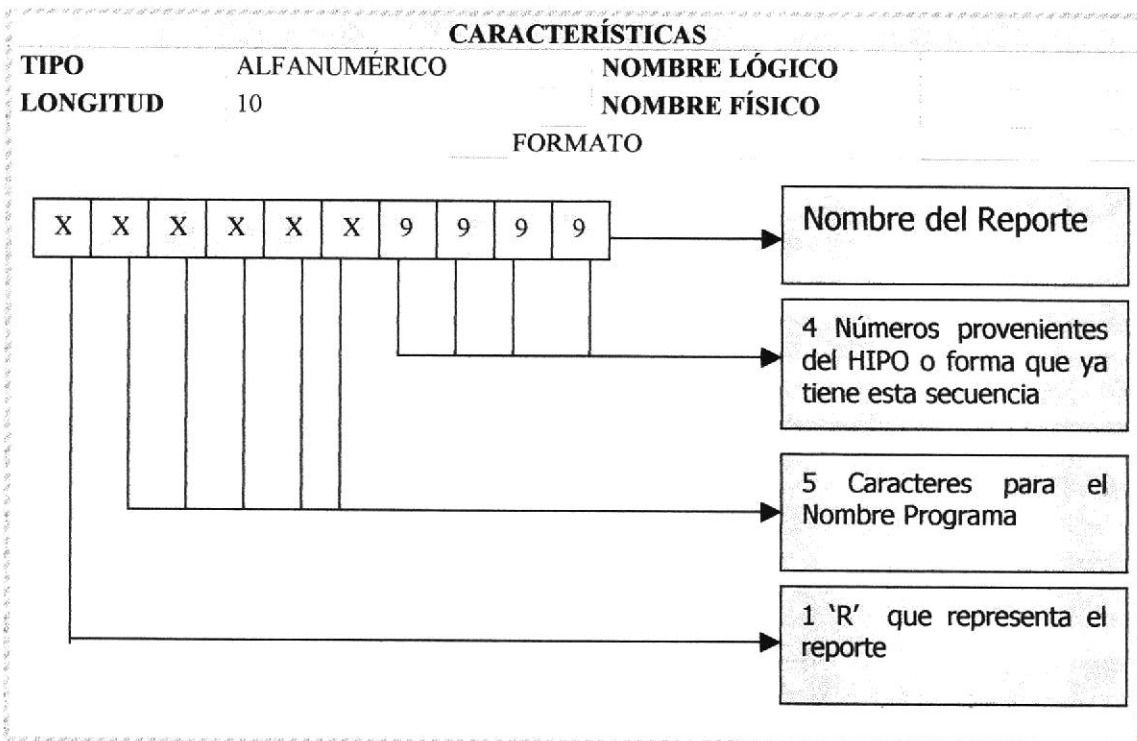 CARACTERÍSTICAS
TIPO ALFANUMÉRICO NOMBRE LÓGICO
LONGITUD 10 NOMBRE FÍSICO
FORMATO
X X X X X X 9 9 9 9
Nombre del Reporte
4 Números provenientes
del HIPO o forma que ya
tiene esta secuencia
5 Caracteres para el
Nombre Programa
1 ‘R’ que representa el
reporte